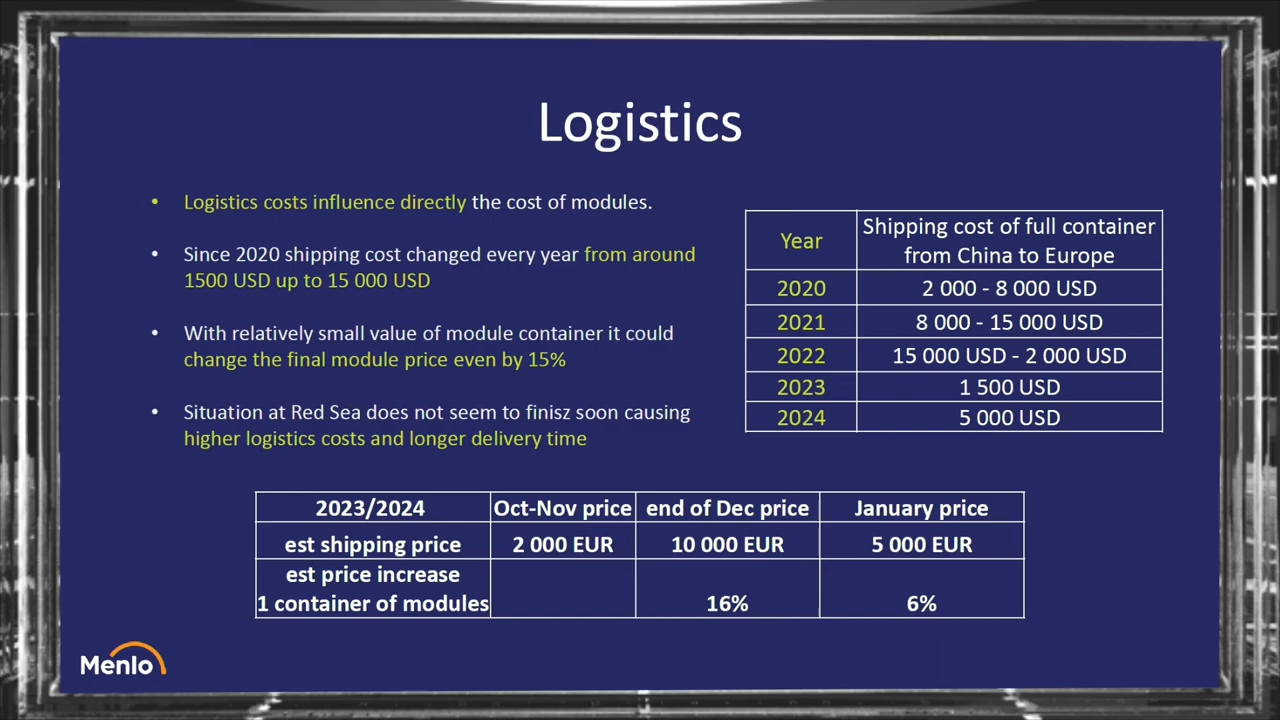 Logistics
• Logistics costs influence directly the cost of modules.
• Since 2020 shipping cost changed every year from around
1500 USD up to 15 000 USD
• With relatively small value of module container it could
change the final module price even by 15%
• Situation at Red Sea does not seem to finisz soon causing
higher logistics costs and longer delivery time
Year Shipping cost of full container
from China to Europe
2020 2 000 - 8 000 USD
2021 8 000 - 15 000 USD
2022 15 000 USD - 2 000 USD
2023 1 500 USD
2024 5 000 USD
2023/2024 Oct-Nov price end of Dec price January price
est shipping price 2 000 EUR 10 000 EUR 5 000 EUR
est price increase
1 container of modules 16% 6%
Menlo